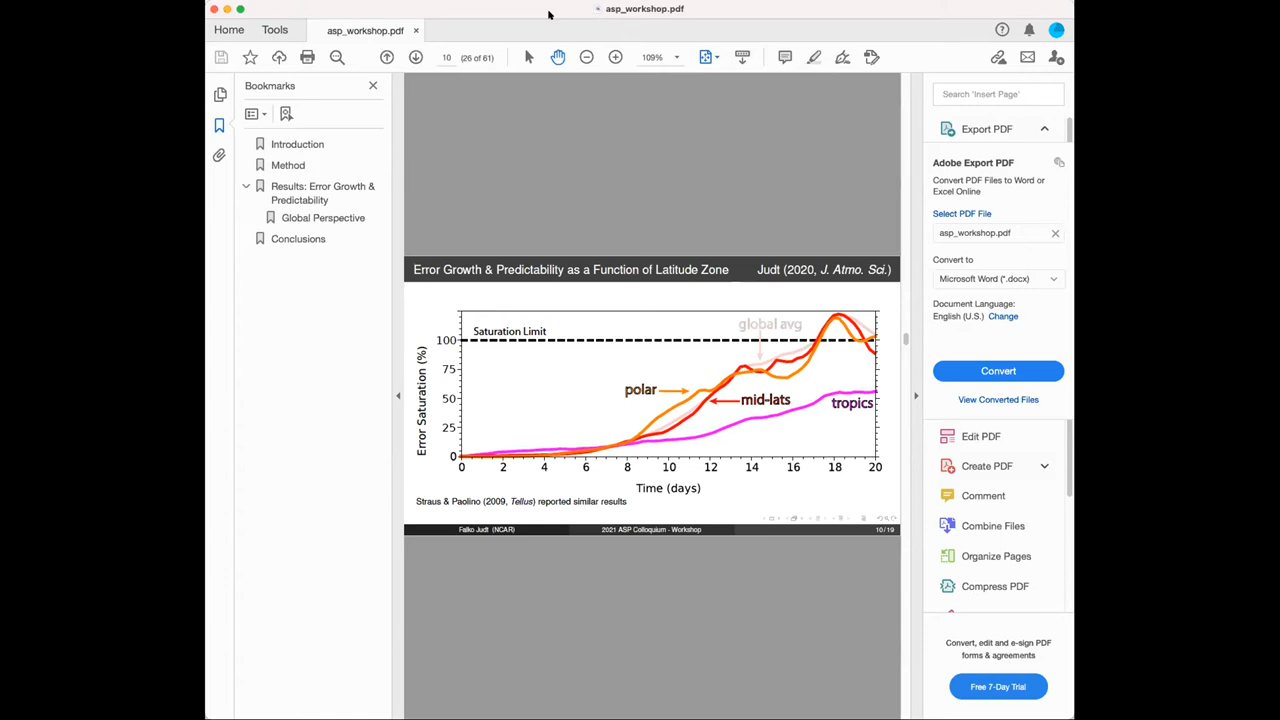 asp_workshop.pdf
Home
Tools
asp_workshop.pdf
10 (26 of 61)
109%
Bookmarks
Introduction
Method
Results: Error Growth &
Predictability
Global Perspective
Conclusions
Error Growth & Predictability as a Function of Latitude Zone
Judt (2020, J. Atmo. Sci.)
Saturation Limit
global avg
polar
mid-lats
tropics
Error Saturation (%)
100
75
50
25
0
0 2 4 6 8 10 12 14 16 18 20
Time (days)
Straus & Paolino (2009, Tellus) reported similar results
Falko Judt (NCAR)
2021 ASP Colloquium - Workshop
10/19
Search 'Insert Page'
Export PDF
Adobe Export PDF
Convert PDF Files to Word or
Excel Online
Select PDF File
asp_workshop.pdf
Convert to
Microsoft Word (*.docx)
Document Language:
English (U.S.) Change
Convert
View Converted Files
Edit PDF
Create PDF
Comment
Combine Files
Organize Pages
Compress PDF
Convert, edit and e-sign PDF
forms & agreements
Free 7-Day Trial